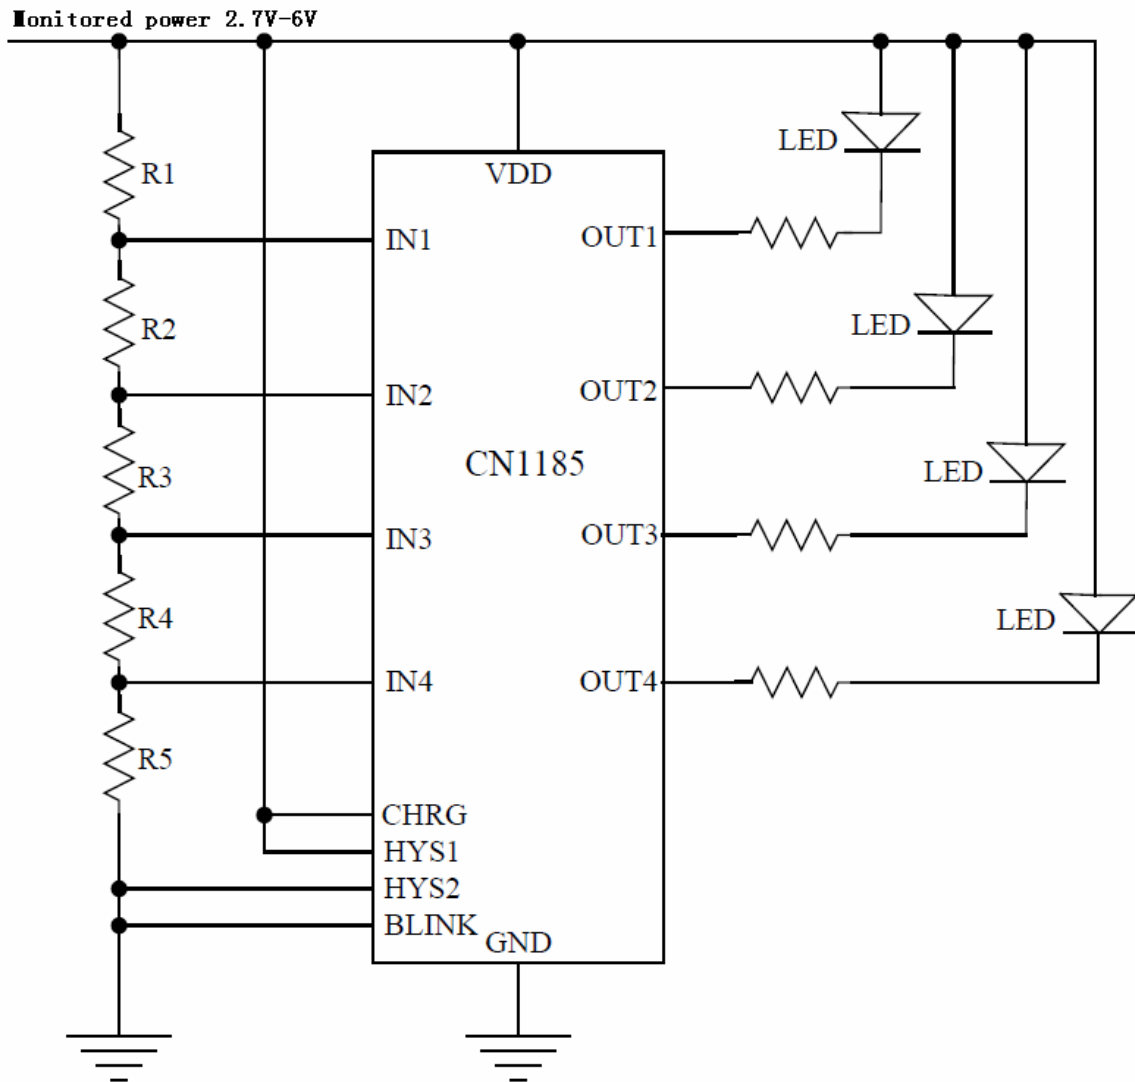 Monitored power 2.7V-6V
LED
R1
VDD
IN1
OUT1
R2
LED
IN2
OUT2
CN1185
R3
LED
IN3
OUT3
R4
LED
IN4
OUT4
R5
CHRG
HYS1
HYS2
BLINK
GND